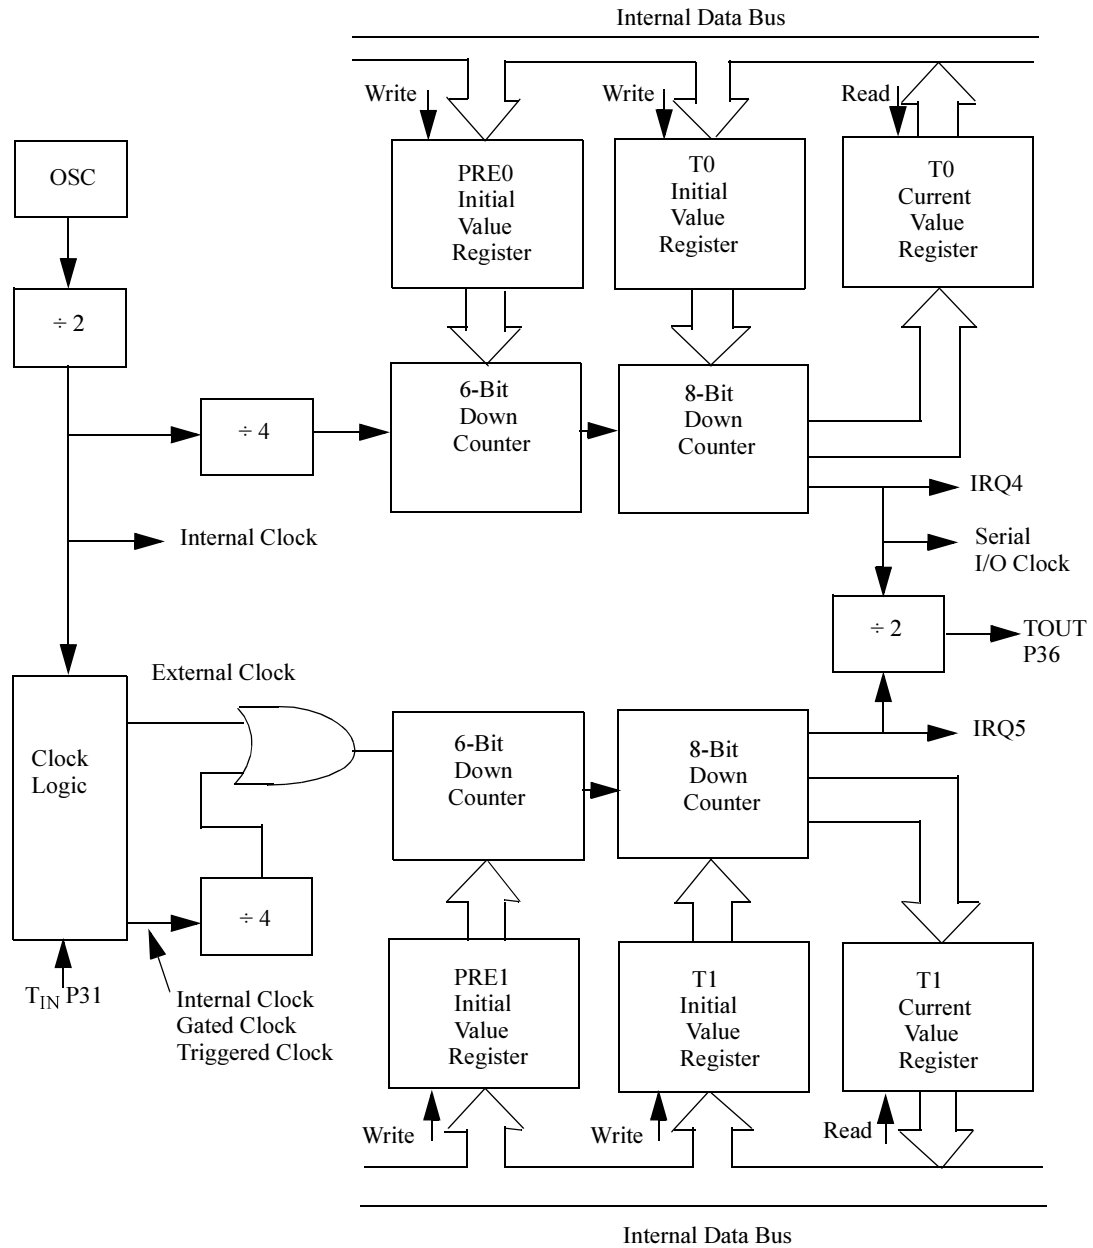 Internal Data Bus
Write
Write
Read
OSC
PRE0
Initial
Value
Register
T0
Initial
Value
Register
T0
Current
Value
Register
÷ 2
÷ 4
6-Bit
Down
Counter
8-Bit
Down
Counter
IRQ4
Internal Clock
Serial
I/O Clock
÷ 2
TOUT
P36
External Clock
Clock
Logic
6-Bit
Down
Counter
8-Bit
Down
Counter
IRQ5
÷ 4
TIN P31
Internal Clock
Gated Clock
Triggered Clock
PRE1
Initial
Value
Register
T1
Initial
Value
Register
T1
Current
Value
Register
Write
Write
Read
Internal Data Bus